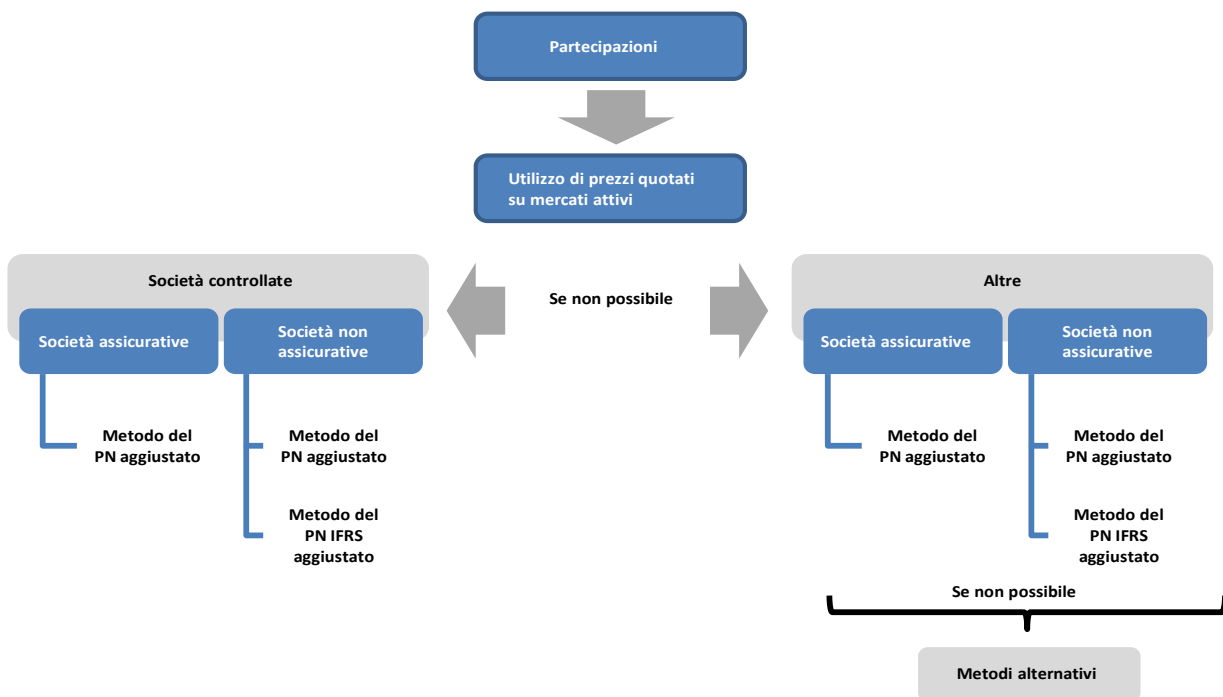 Partecipazioni
Utilizzo di prezzi quotati
su mercati attivi
Se non possibile
Società controllate
Società assicurative
Società non
assicurative
Metodo del
PN aggiustato
Metodo del
PN aggiustato
Metodo del
PN IFRS
aggiustato
Altre
Società assicurative
Società non
assicurative
Metodo del
PN aggiustato
Metodo del
PN aggiustato
Metodo del
PN IFRS
aggiustato
Se non possibile
Metodi alternativi